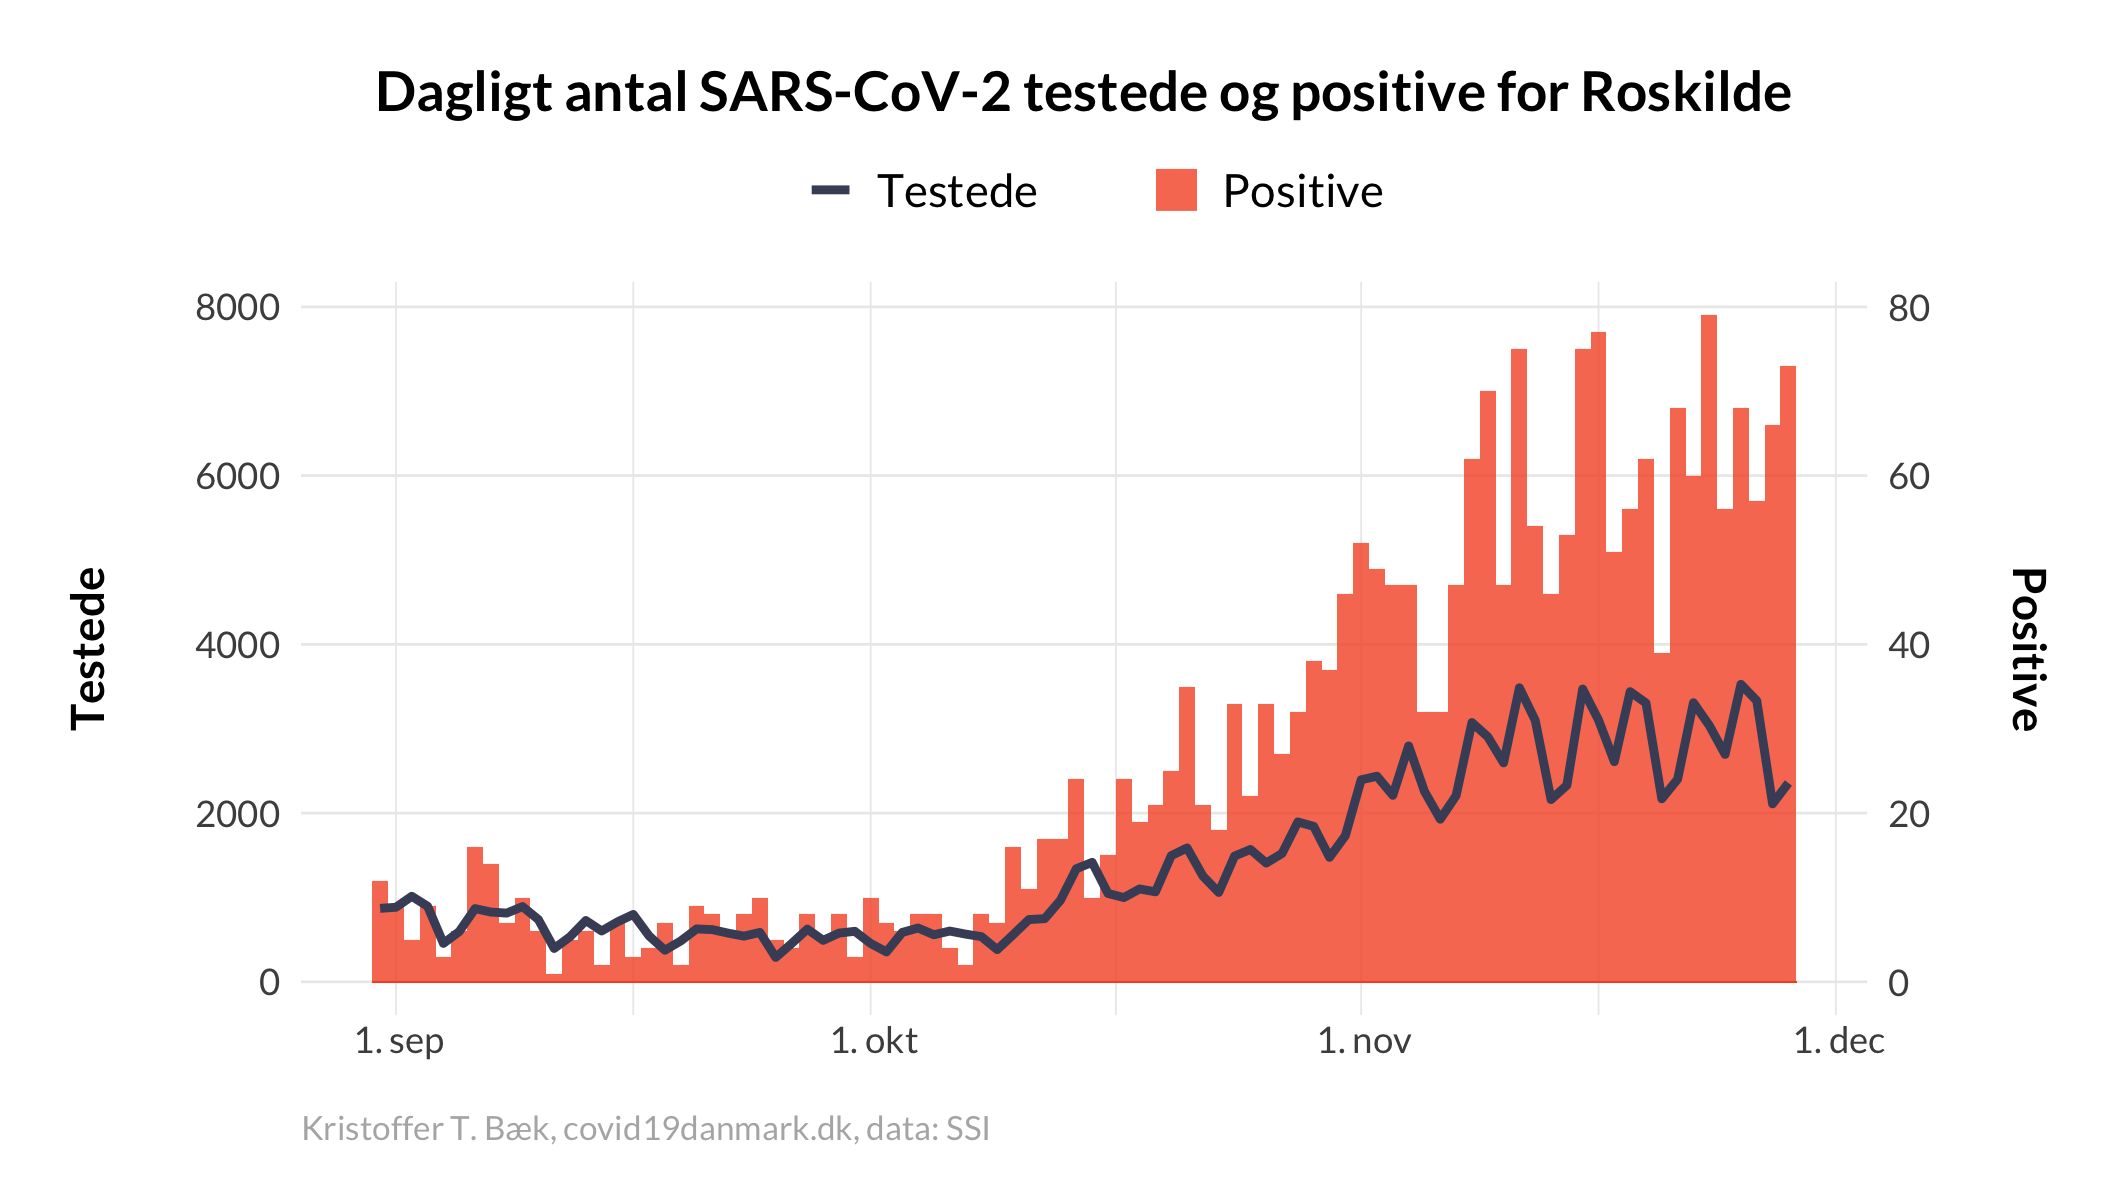 Dagligt antal SARS-CoV-2 testede og positive for Roskilde
Testede Positive
8000 80
6000 60
4000 40
2000 20
0 0
Testede
Positive
1. sep 1. okt 1. nov 1. dec
Kristoffer T. Bæk, covid19danmark.dk, data: SSI